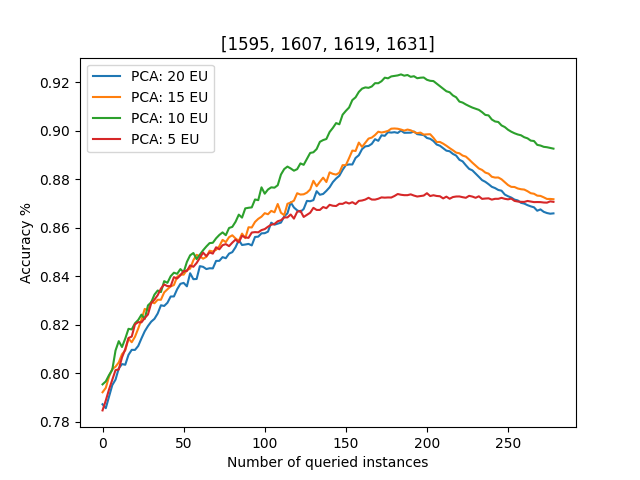 [1595, 1607, 1619, 1631]
PCA: 20 EU
PCA: 15 EU
PCA: 10 EU
PCA: 5 EU
Accuracy %
0.92
0.90
0.88
0.86
0.84
0.82
0.80
0.78
0 50 100 150 200 250
Number of queried instances